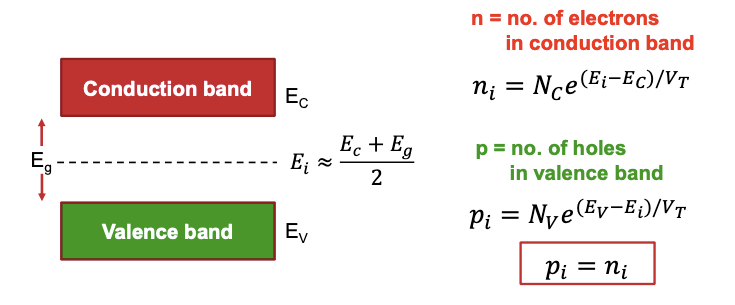 n = no. of electrons
in conduction band
Conduction band
E_C
n_i = N_C e^{(E_i−E_C)/V_T}
E_g
E_i ≈ \frac{E_c + E_g}{2}
p = no. of holes
in valence band
Valence band
E_V
p_i = N_V e^{(E_V−E_i)/V_T}
p_i = n_i